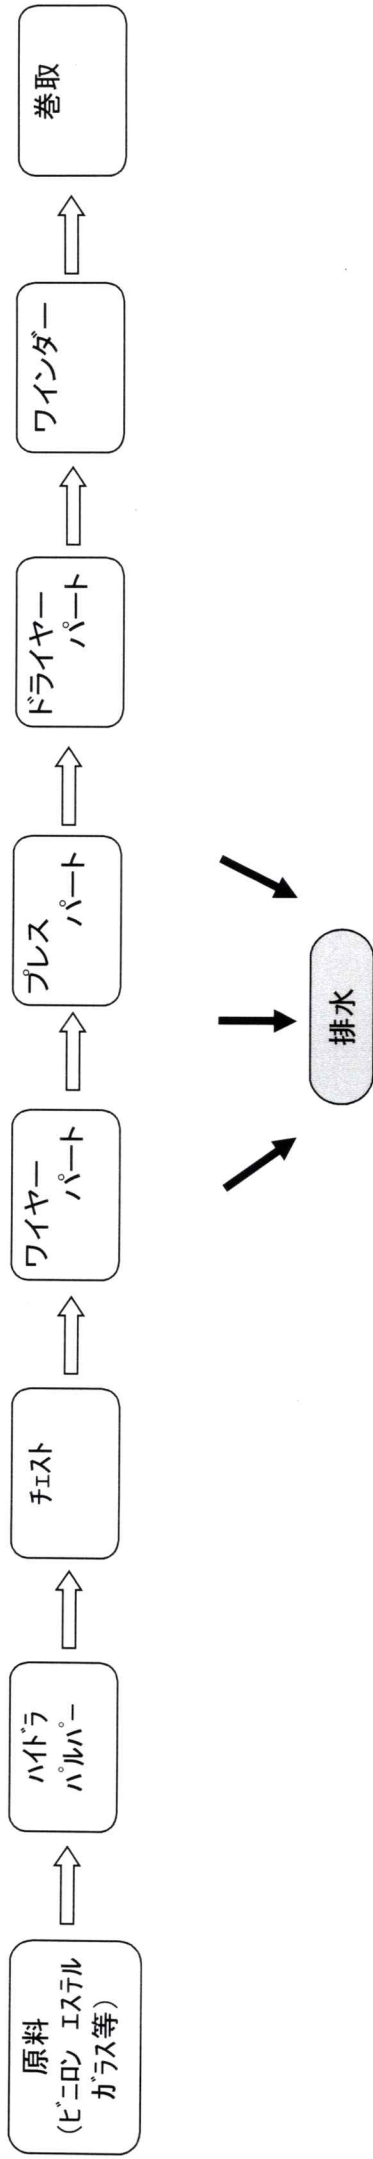 原料
(ﾋﾞﾆﾛﾝ ｴｽﾃﾙ
ｶﾞﾗｽ等)
ﾊｲﾄﾞﾗ
ﾊﾟﾙﾊﾟｰ
ﾁｪｽﾄ
ワイヤー
パート
プレス
パート
ドライヤー
パート
ワインダー
巻取
排水